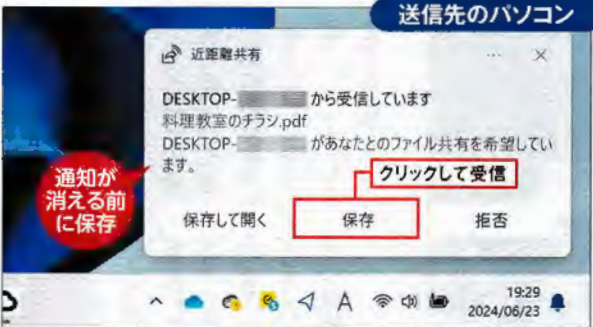 送信先のパソコン
近距離共有
DESKTOP- から受信しています
料理教室のチラシ.pdf
DESKTOP- があなたとのファイル共有を希望してい
ます。
クリックして受信
通知が
消える前
に保存
保存して開く
保存
拒否
A
19:29
2024/06/23